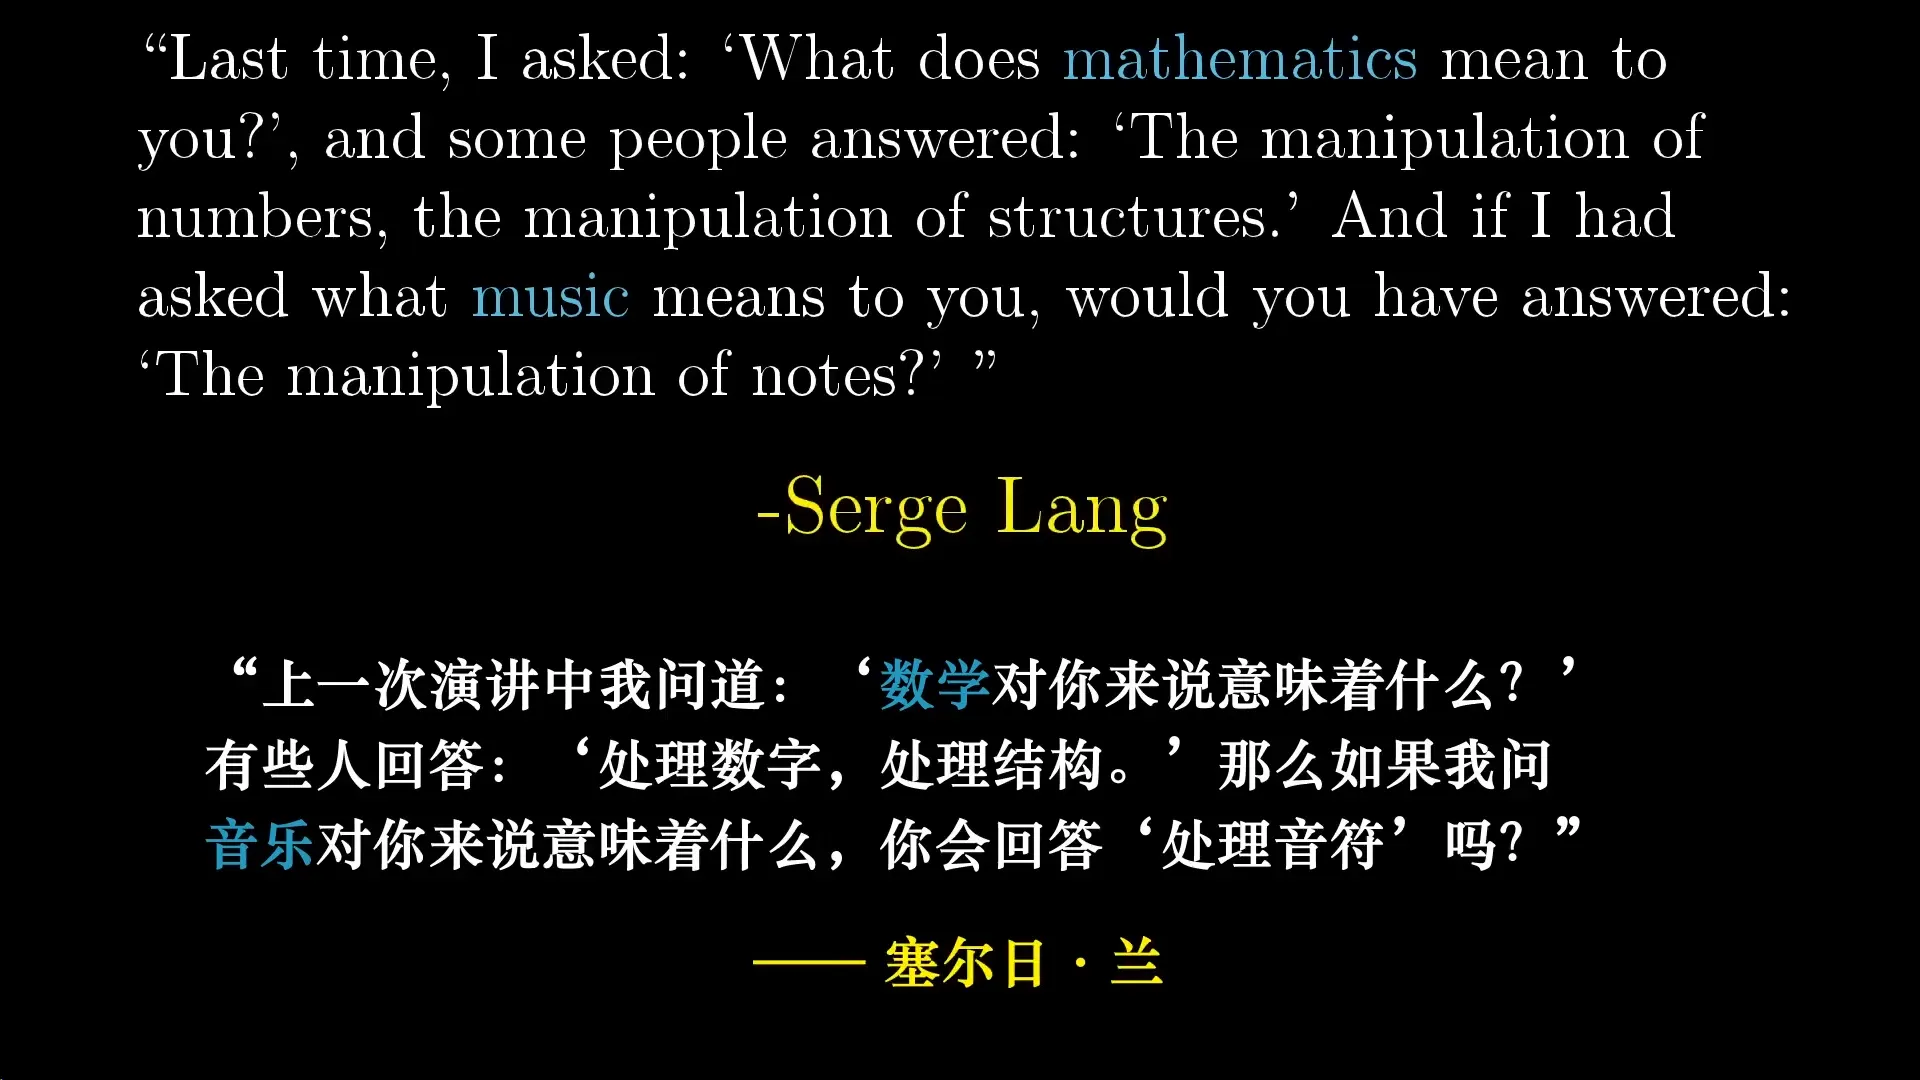 “Last time, I asked: ‘What does mathematics mean to
you?’, and some people answered: ‘The manipulation of
numbers, the manipulation of structures.’ And if I had
asked what music means to you, would you have answered:
‘The manipulation of notes?’ ”
-Serge Lang
“上一次演讲中我问道：‘数学对你来说意味着什么？’
有些人回答：‘处理数字，处理结构。’那么如果我问
音乐对你来说意味着什么，你会回答‘处理音符’吗？”
—— 塞尔日·兰